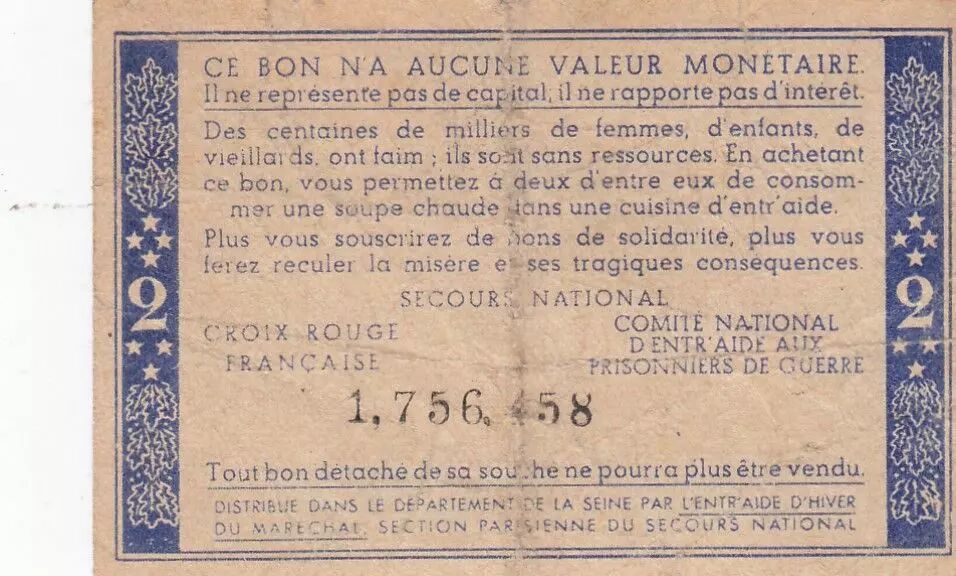 CE BON N'A AUCUNE VALEUR MONETAIRE.
Il ne représente pas de capital, il ne rapporte pas d'intérêt.
Des centaines de milliers de femmes, d'enfants, de
vieillards, ont faim ; ils sont sans ressources. En achetant
ce bon, vous permettez à deux d'entre eux de consom-
mer une soupe chaude dans une cuisine d'entr'aide.
Plus vous souscrirez de bons de solidarité, plus vous
ferez reculer la misère et ses tragiques conséquences.
2
2
SECOURS NATIONAL
CROIX ROUGE
FRANÇAISE
COMITÉ NATIONAL
D'ENTR'AIDE AUX
PRISONNIERS DE GUERRE
1,756, 58
Tout bon détaché de sa souche ne pourra plus être vendu.
DISTRIBUÉ DANS LE DÉPARTEMENT DE LA SEINE PAR L'ENTR'AIDE D'HIVER
DU MARECHAL, SECTION PARISIENNE DU SECOURS NATIONAL